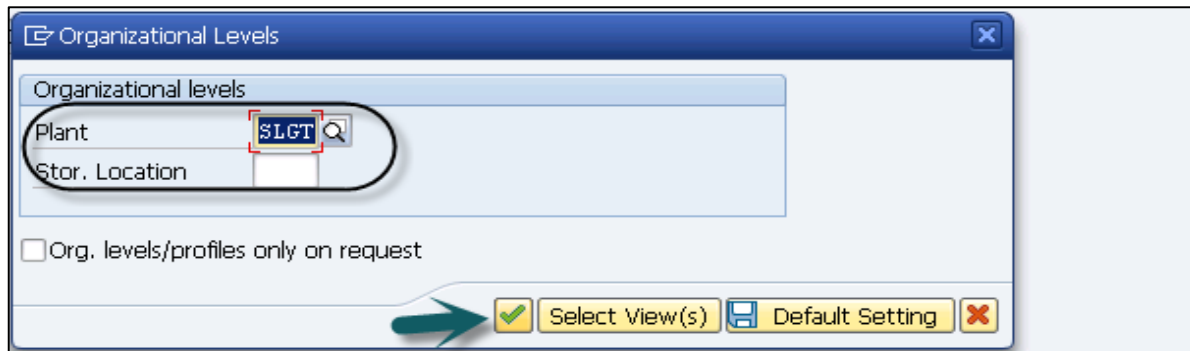 Organizational Levels
Organizational levels
Plant SLGT
Stor. Location
Org. levels/profiles only on request
Select View(s) Default Setting